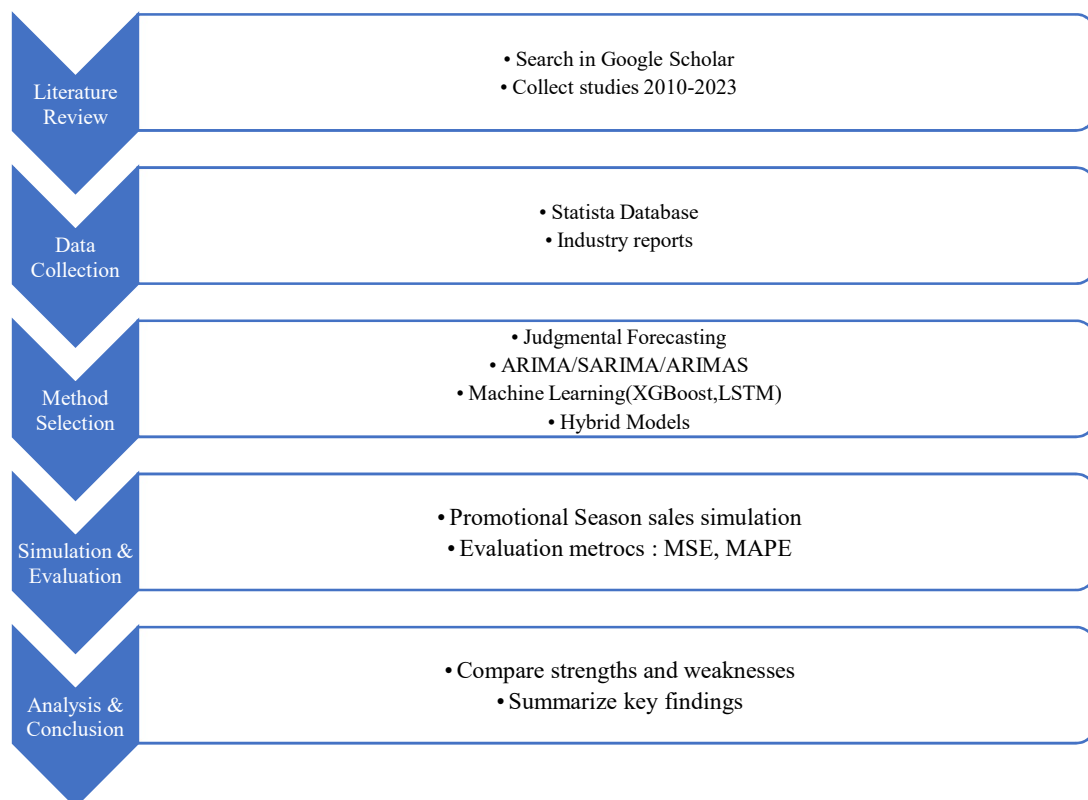 Literature
Review
• Search in Google Scholar
• Collect studies 2010-2023
Data
Collection
• Statista Database
• Industry reports
Method
Selection
• Judgmental Forecasting
• ARIMA/SARIMA/ARIMAS
• Machine Learning(XGBoost,LSTM)
• Hybrid Models
Simulation &
Evaluation
• Promotional Season sales simulation
• Evaluation metrocs : MSE, MAPE
Analysis &
Conclusion
• Compare strengths and weaknesses
• Summarize key findings